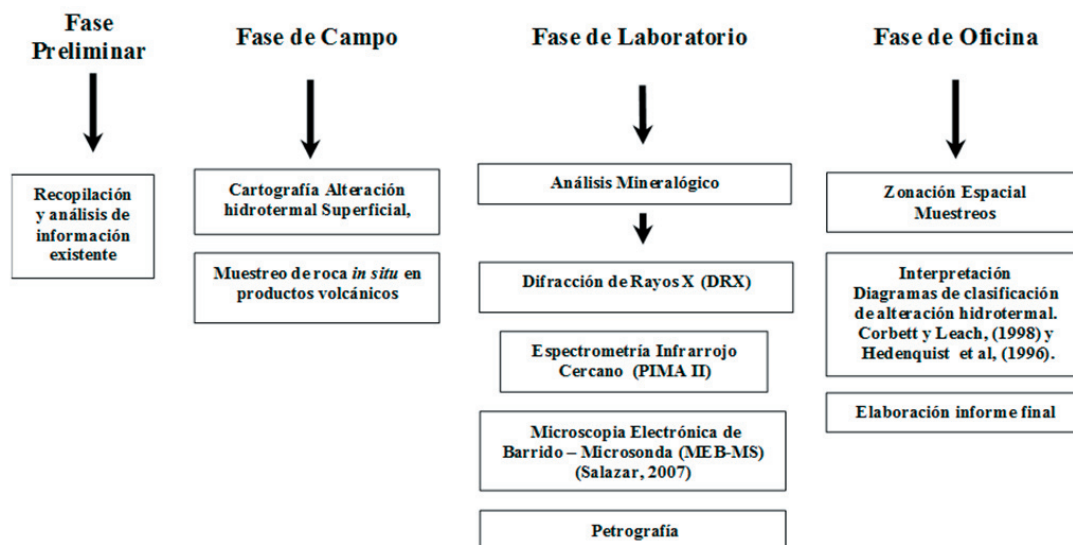 Fase
Preliminar
Recopilación
y análisis de
información
existente
Fase de Campo
Cartografía Alteración
hidrotermal Superficial,
Muestreo de roca in situ en
productos volcánicos
Fase de Laboratorio
Análisis Mineralógico
Difracción de Rayos X (DRX)
Espectrometría Infrarrojo
Cercano (PIMA II)
Microscopia Electrónica de
Barrido – Microsonda (MEB-MS)
(Salazar, 2007)
Petrografía
Fase de Oficina
Zonación Espacial
Muestreos
Interpretación
Diagramas de clasificación
de alteración hidrotermal.
Corbett y Leach, (1998) y
Hedenquist et al, (1996).
Elaboración informe final